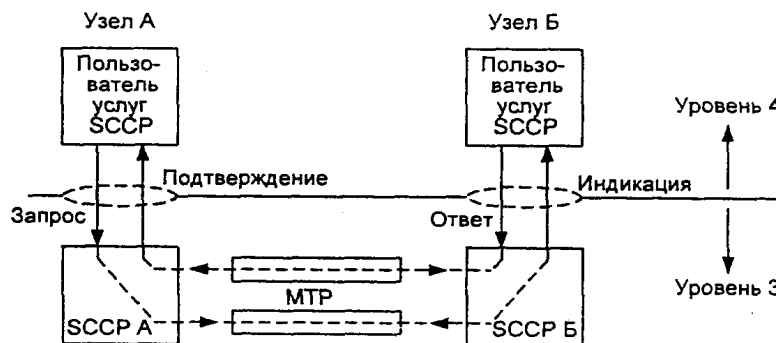 Узел А
Узел Б
Пользо-
ватель
услуг
SCCP
Пользо-
ватель
услуг
SCCP
Уровень 4
Подтверждение
Индикация
Запрос
Ответ
Уровень 3
МТР
SCCP А
SCCP Б